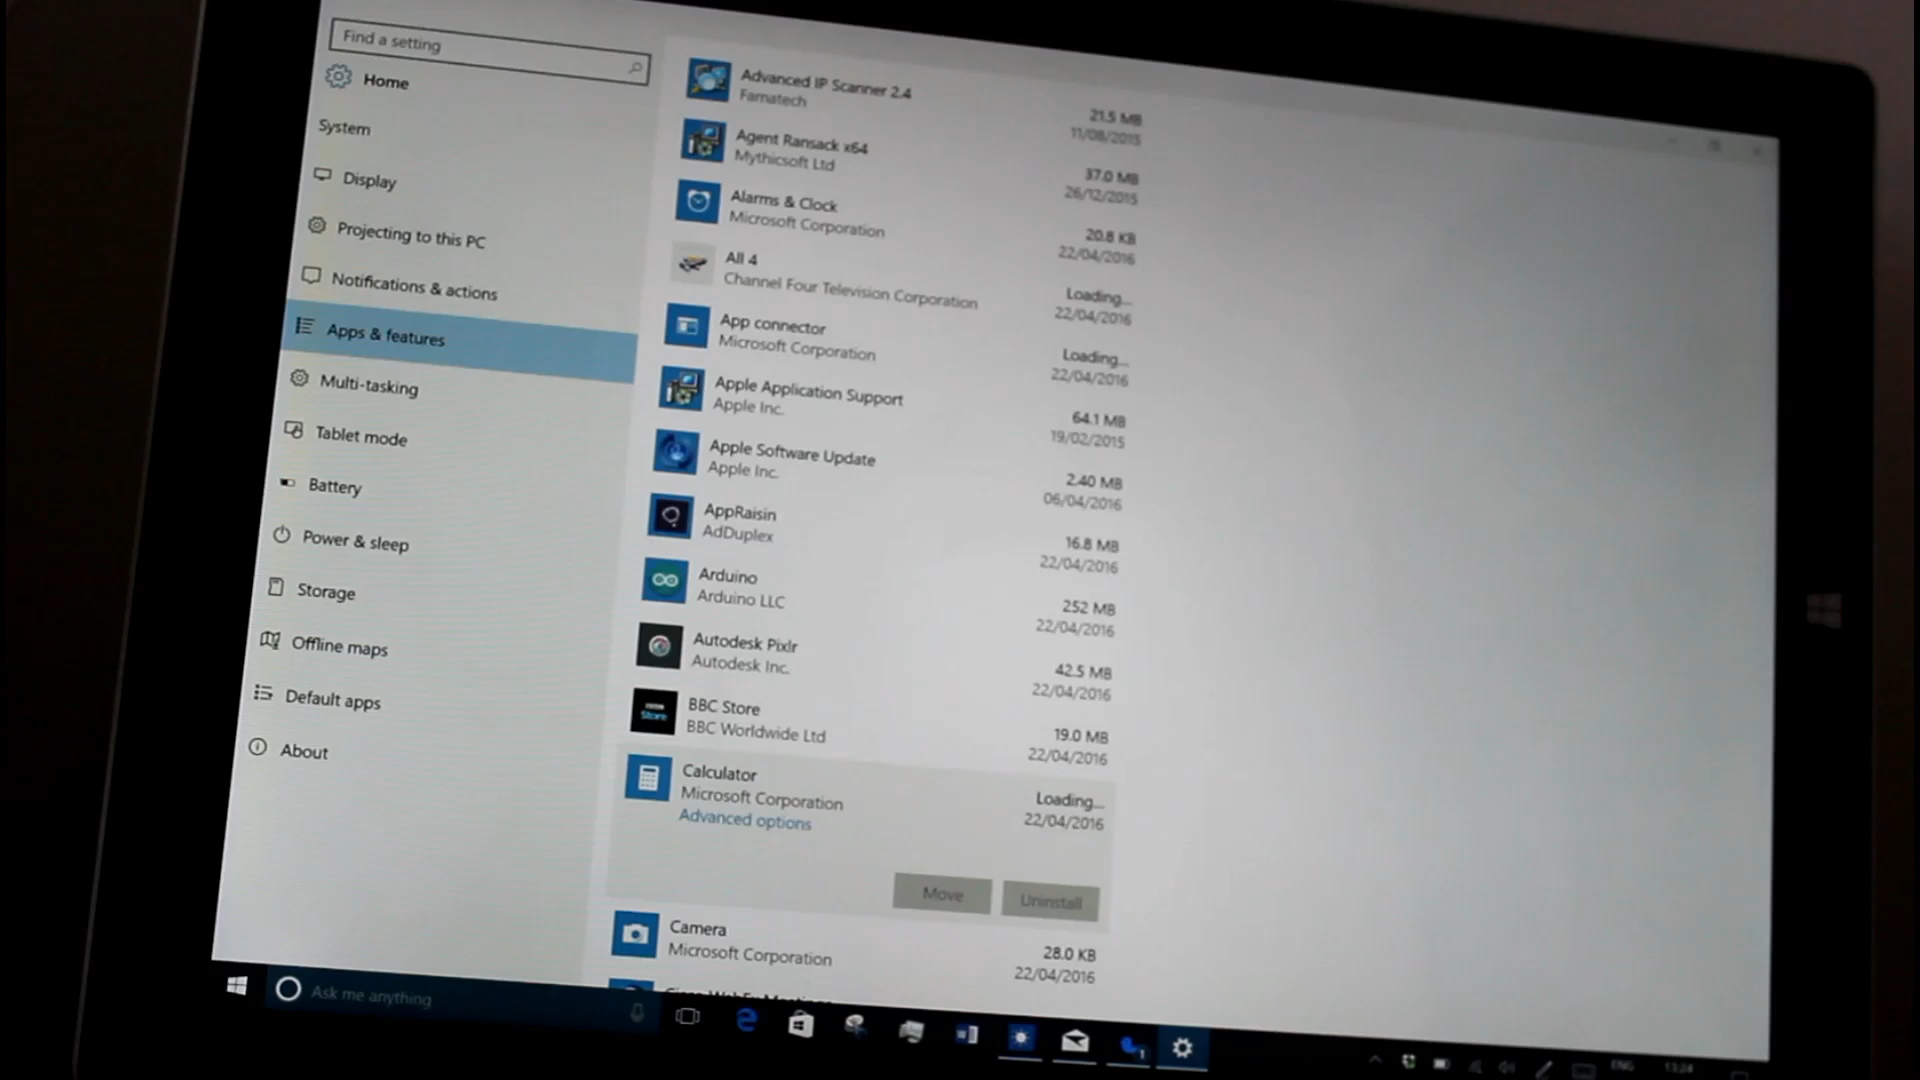 Find a setting
Home
System
Display
Projecting to this PC
Notifications & actions
Apps & features
Multi-tasking
Tablet mode
Battery
Power & sleep
Storage
Offline maps
Default apps
About
Advanced IP Scanner 2.4
Famatech
21.5 MB
11/08/2015
Agent Ransack x64
Mythicsoft Ltd
37.0 MB
26/12/2015
Alarms & Clock
Microsoft Corporation
20.8 KB
22/04/2016
All 4
Channel Four Television Corporation
Loading...
22/04/2016
App connector
Microsoft Corporation
Loading...
22/04/2016
Apple Application Support
Apple Inc.
64.1 MB
19/02/2015
Apple Software Update
Apple Inc.
2.40 MB
06/04/2016
AppRaisin
AdDuplex
16.8 MB
22/04/2016
Arduino
Arduino LLC
252 MB
22/04/2016
Autodesk Pixlr
Autodesk Inc.
42.5 MB
22/04/2016
BBC Store
BBC Worldwide Ltd
19.0 MB
22/04/2016
Calculator
Microsoft Corporation
Advanced options
Loading...
22/04/2016
Move
Uninstall
Camera
Microsoft Corporation
28.0 KB
22/04/2016
Cisco WebEx Meetings
Ask me anything
ENG
13:24